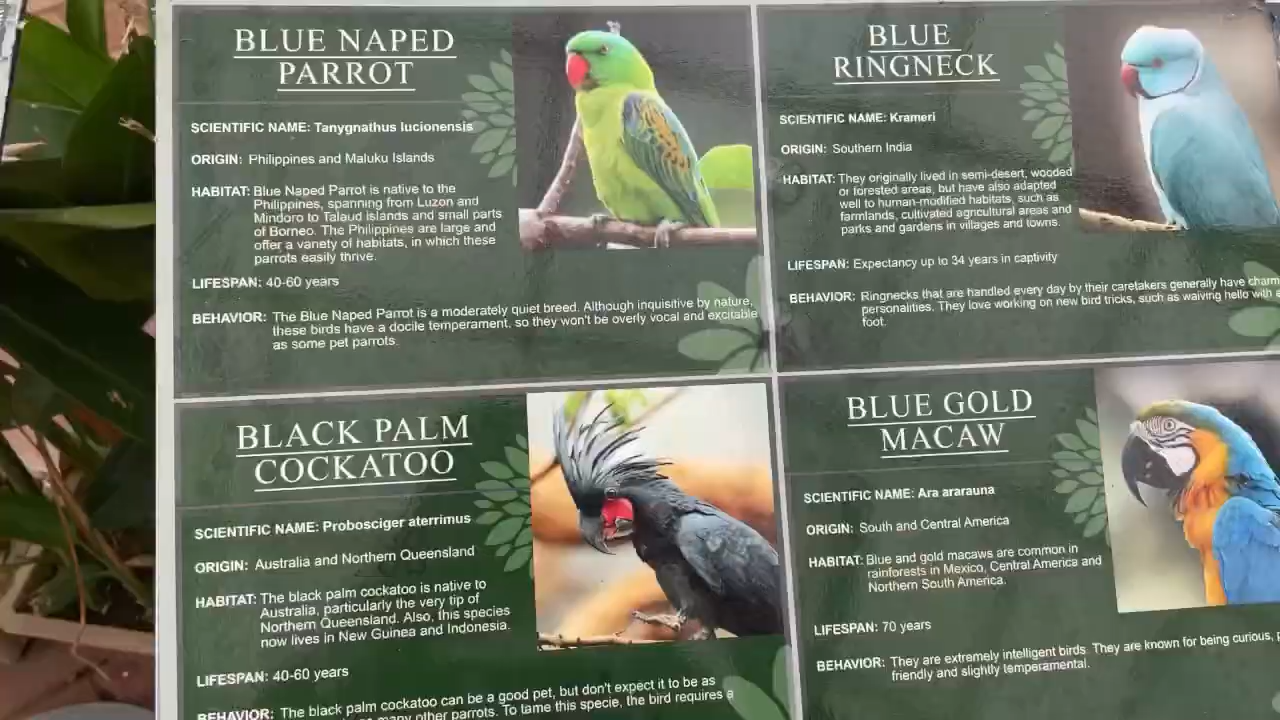 BLUE NAPED
PARROT
SCIENTIFIC NAME: Tanygnathus lucionensis
ORIGIN: Philippines and Maluku Islands
HABITAT: Blue Naped Parrot is native to the
Philippines, spanning from Luzon and
Mindoro to Talaud islands and small parts
of Borneo. The Philippines are large and
offer a variety of habitats, in which these
parrots easily thrive.
LIFESPAN: 40-60 years
BEHAVIOR: The Blue Naped Parrot is a moderately quiet breed. Although inquisitive by nature,
these birds have a docile temperament, so they won't be overly vocal and excitable
as some pet parrots.
BLUE
RINGNECK
SCIENTIFIC NAME: Krameri
ORIGIN: Southern India
HABITAT: They originally lived in semi-desert, wooded
or forested areas, but have also adapted
well to human-modified habitats, such as
farmlands, cultivated agricultural areas and
parks and gardens in villages and towns.
LIFESPAN: Expectancy up to 34 years in captivity
BEHAVIOR: Ringnecks that are handled every day by their caretakers generally have charm
personalities. They love working on new bird tricks, such as waiving hello with
foot.
BLACK PALM
COCKATOO
SCIENTIFIC NAME: Probosciger aterrimus
ORIGIN: Australia and Northern Queensland
HABITAT: The black palm cockatoo is native to
Australia, particularly the very tip of
Northern Queensland. Also, this species
now lives in New Guinea and Indonesia.
LIFESPAN: 40-60 years
BEHAVIOR: The black palm cockatoo can be a good pet, but don't expect it to be as
many other parrots. To tame this specie, the bird requires a
BLUE GOLD
MACAW
SCIENTIFIC NAME: Ara ararauna
ORIGIN: South and Central America
HABITAT: Blue and gold macaws are common in
rainforests in Mexico, Central America and
Northern South America.
LIFESPAN: 70 years
BEHAVIOR: They are extremely intelligent birds. They are known for being curious,
friendly and slightly temperamental.